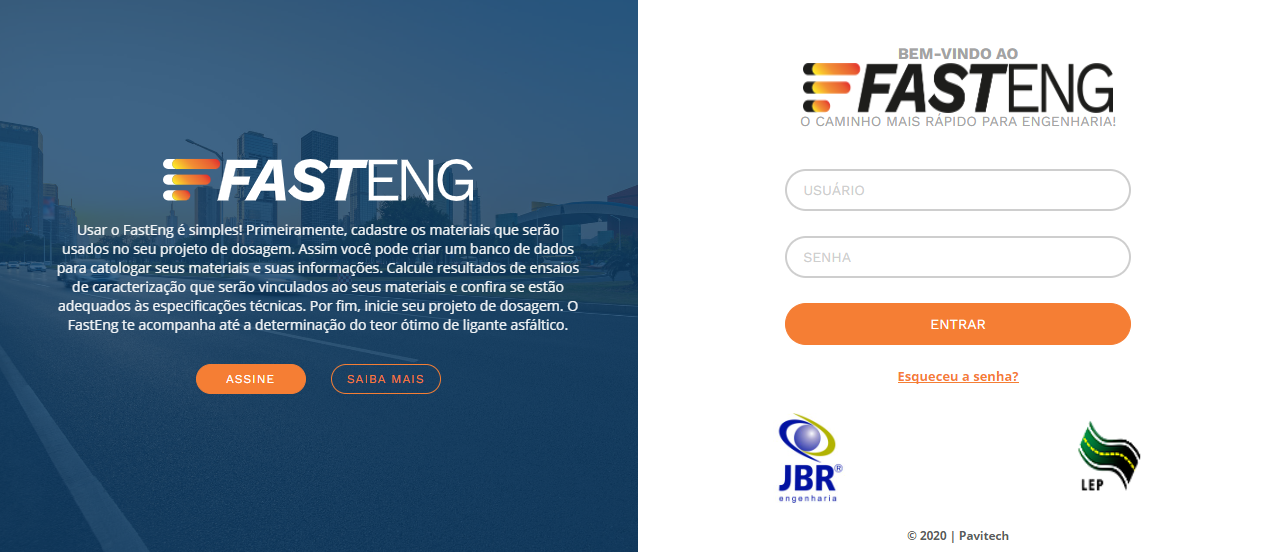 FASTENG
Usar o FastEng é simples! Primeiramente, cadastre os materiais que serão
usados no seu projeto de dosagem. Assim você pode criar um banco de dados
para catologar seus materiais e suas informações. Calcule resultados de ensaios
de caracterização que serão vinculados ao seus materiais e confira se estão
adequados às especificações técnicas. Por fim, inicie seu projeto de dosagem. O
FastEng te acompanha até a determinação do teor ótimo de ligante asfáltico.
ASSINE
SAIBA MAIS
BEM-VINDO AO
FASTENG
O CAMINHO MAIS RÁPIDO PARA ENGENHARIA!
USUÁRIO
SENHA
ENTRAR
Esqueceu a senha?
JBR®
engenharia
LEP
© 2020 | Pavitech